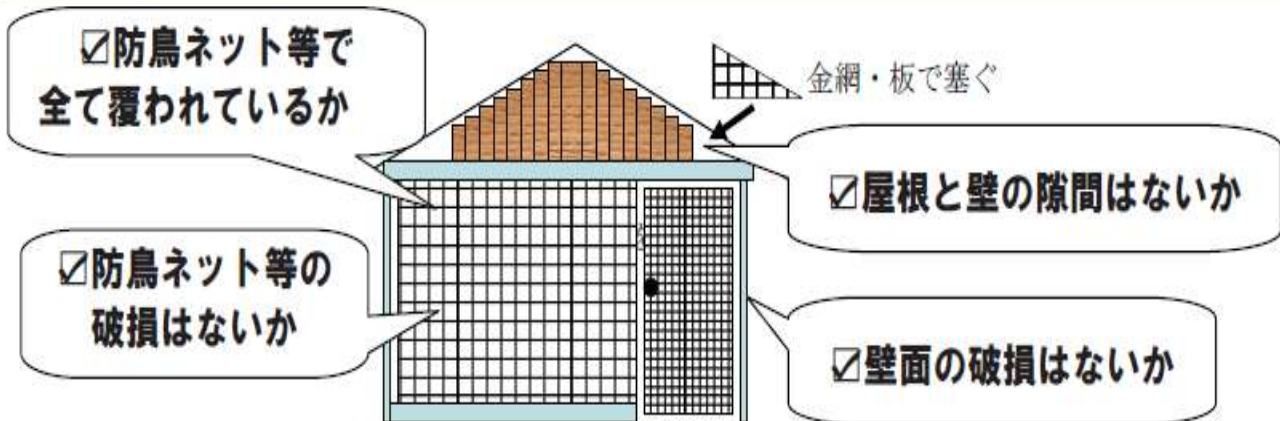 ☑防鳥ネット等で
全て覆われているか
金網・板で塞ぐ
☑屋根と壁の隙間はないか
☑防鳥ネット等の
破損はないか
☑壁面の破損はないか